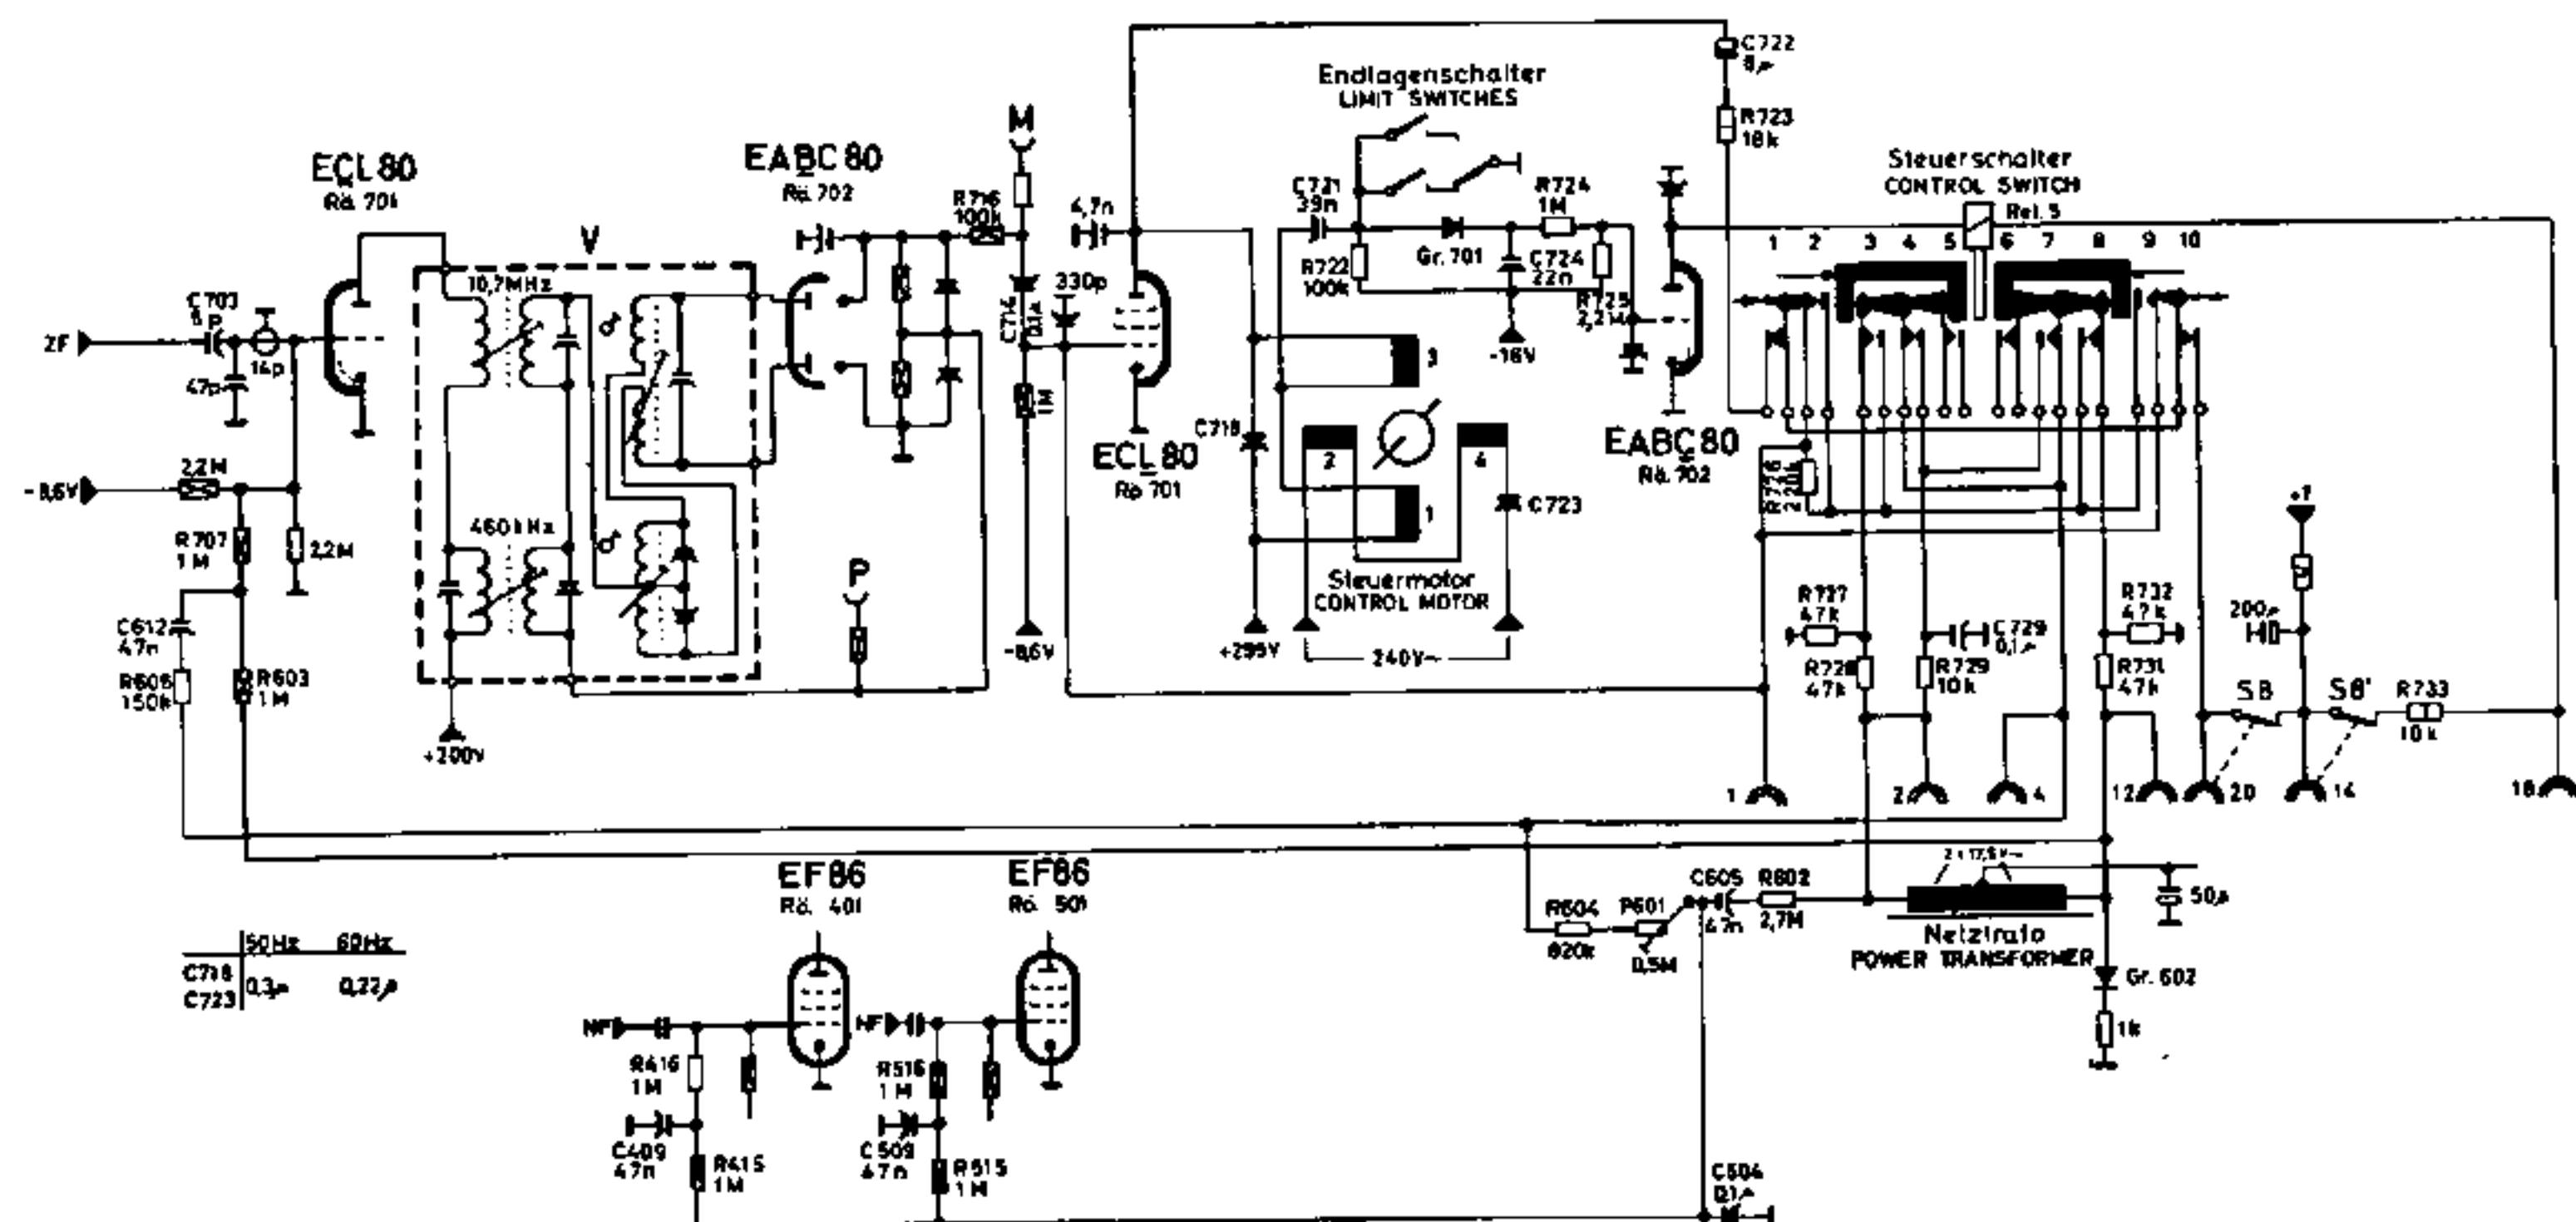 ECL80
Rö. 701
V
EABC80
Rö. 702
M
R716
100k
4,7n
330p
C714
0,1µ
1M
-8,6V
Endlagenschalter
LIMIT SWITCHES
C721
39n
R722
100k
Gr. 701
R724
1M
C724
22n
R725
2,2M
-16V
C722
8µ
R723
18k
Steuerschalter
CONTROL SWITCH
Rel. 5
1 2 3 4 5 6 7 8 9 10
10,7MHz
C703
P
ZF
14p
47p
-8,6V
2,2M
R707
1M
2,2M
460kHz
C612
47n
150k
R603
1M
+200V
P
ECL80
Rö 701
C718
3
2
4
1
C723
Steuermotor
CONTROL MOTOR
+295V
240V~
EABC80
Rö. 702
220k
R727
47k
R728
47k
C729
0,1µ
R729
10k
R732
47k
R731
47k
200µ
SB
SB'
R733
10k
1
2
4
12
20
14
18
EF86
Rö. 401
EF86
Rö. 501
50Hz 60Hz
C718
C723
0,3µ 0,22µ
R604
820k
P601
0,5M
C605
47n
R602
2,7M
2 x 17,5V~
Netztrafo
POWER TRANSFORMER
50µ
Gr. 602
1k
NF
R416
1M
C409
47n
R415
1M
NF
R516
1M
C509
47n
R515
1M
0,1µ